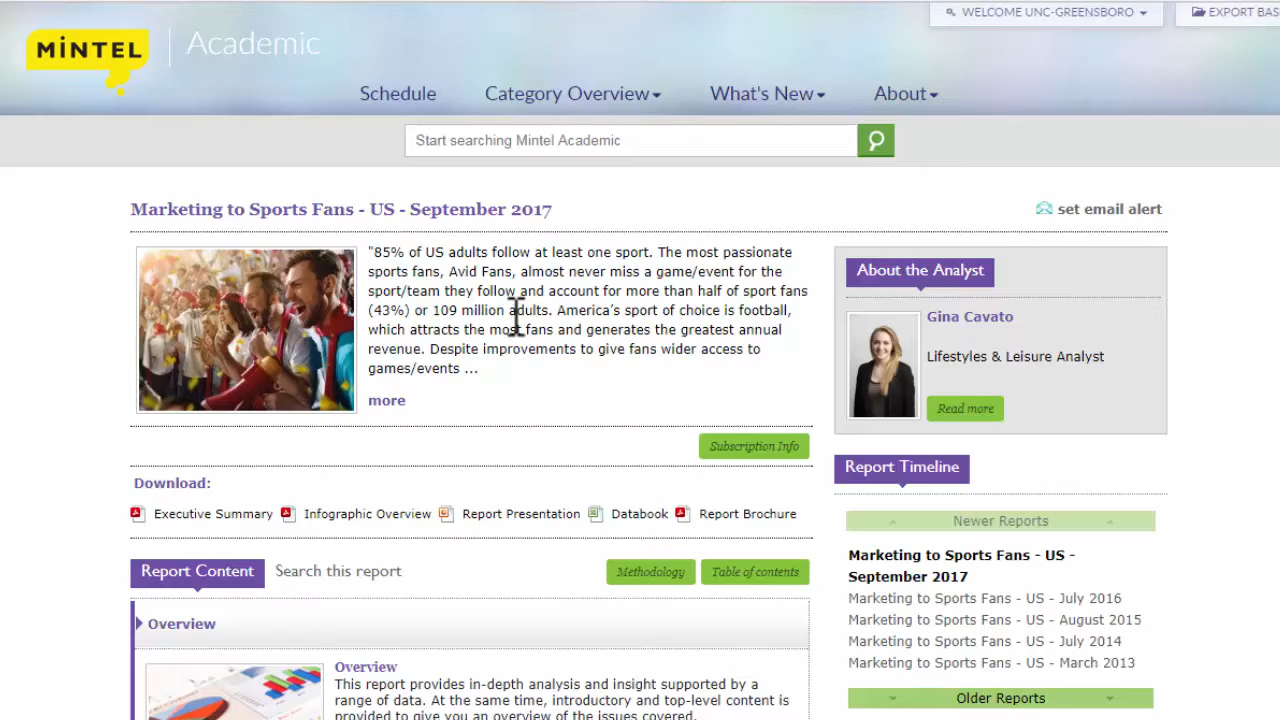 WELCOME UNC-GREENSBORO
EXPORT BAS
MiNTEL
Academic
Schedule
Category Overview
What's New
About
Start searching Mintel Academic
Marketing to Sports Fans - US - September 2017
set email alert
"85% of US adults follow at least one sport. The most passionate
sports fans, Avid Fans, almost never miss a game/event for the
sport/team they follow and account for more than half of sport fans
(43%) or 109 million adults. America's sport of choice is football,
which attracts the most fans and generates the greatest annual
revenue. Despite improvements to give fans wider access to
games/events ...
more
About the Analyst
Gina Cavato
Lifestyles & Leisure Analyst
Read more
Subscription Info
Download:
Executive Summary
Infographic Overview
Report Presentation
Databook
Report Brochure
Report Timeline
Newer Reports
Marketing to Sports Fans - US -
September 2017
Marketing to Sports Fans - US - July 2016
Marketing to Sports Fans - US - August 2015
Marketing to Sports Fans - US - July 2014
Marketing to Sports Fans - US - March 2013
Older Reports
Report Content
Search this report
Methodology
Table of contents
Overview
Overview
This report provides in-depth analysis and insight supported by a
range of data. At the same time, introductory and top-level content is
provided to give you an overview of the issues covered.